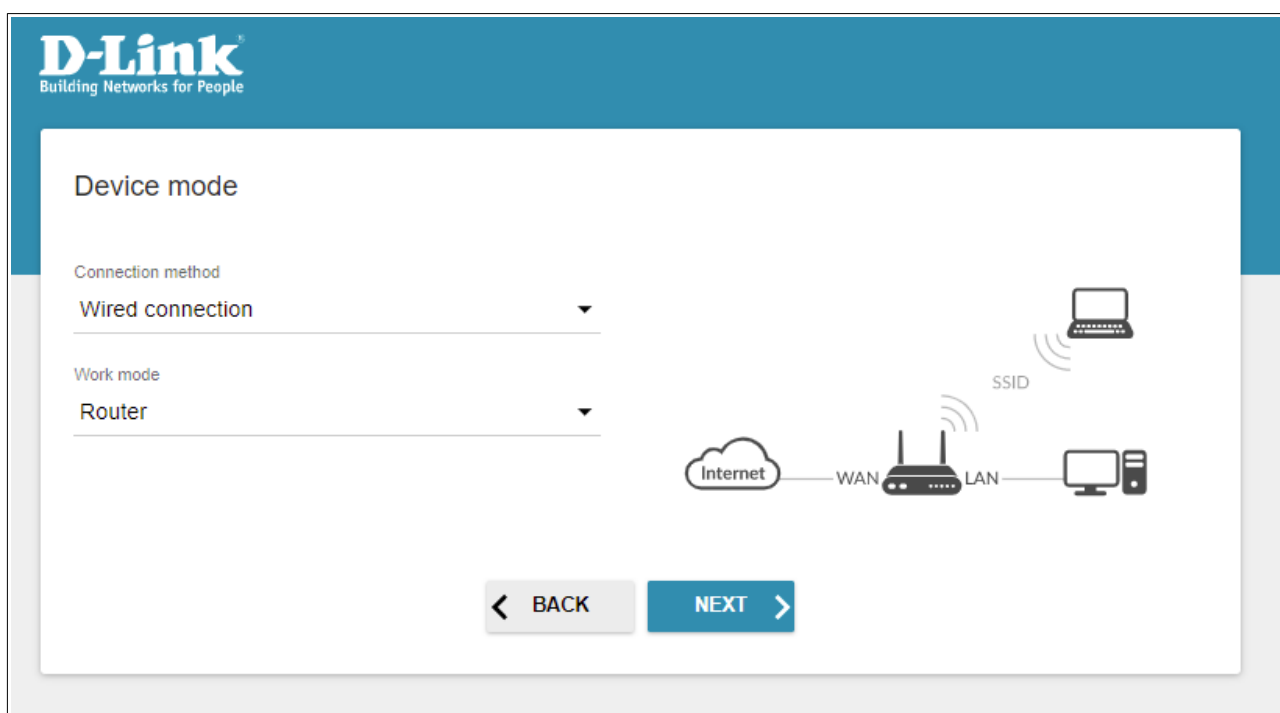 D-Link
Building Networks for People
Device mode
Connection method
Wired connection
Work mode
Router
SSID
Internet
WAN
LAN
BACK
NEXT